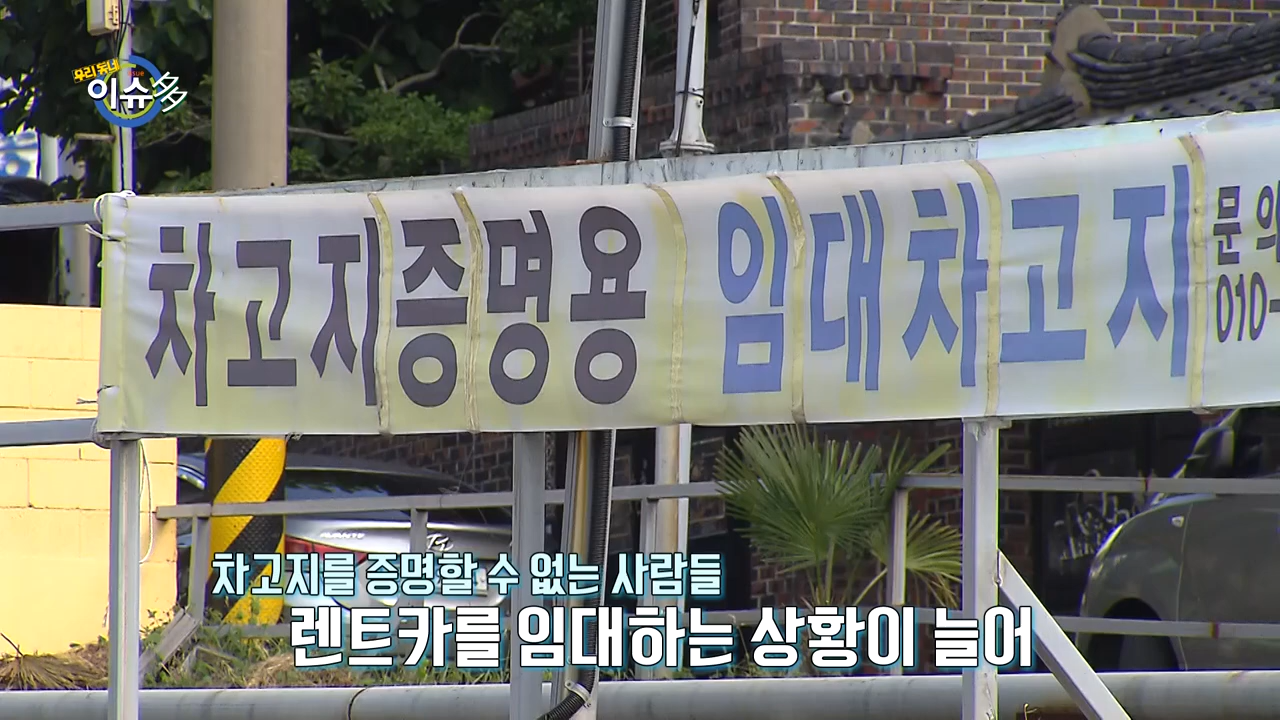 우리 동네
issue
이슈多
차고지증명용 임대차고지
문의
010-
AVANTE
차고지를 증명할 수 없는 사람들
렌트카를 임대하는 상황이 늘어